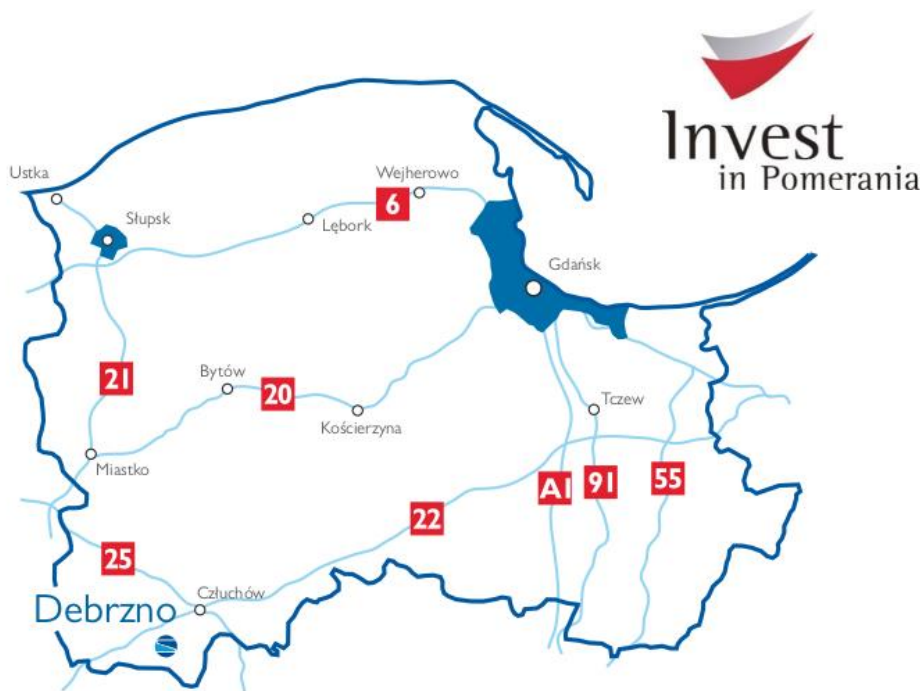 Invest
in Pomerania
Ustka
Wejherowo
6
Słupsk
Lębork
Gdańsk
21
Bytów
20
Tczew
Kościerzyna
Miastko
A1
91
55
22
25
Człuchów
Debrzno